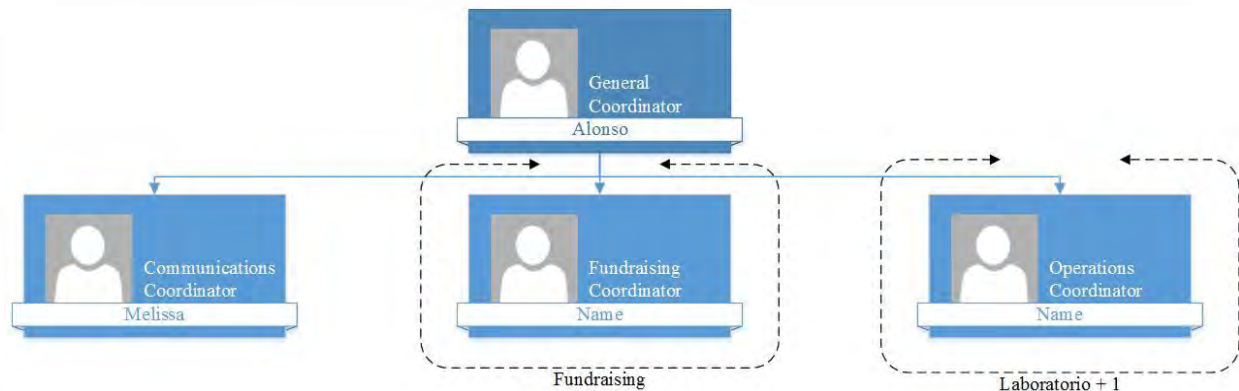 General
Coordinator
Alonso
Communications
Coordinator
Melissa
Fundraising
Coordinator
Name
Operations
Coordinator
Name
Fundraising
Laboratorio + 1